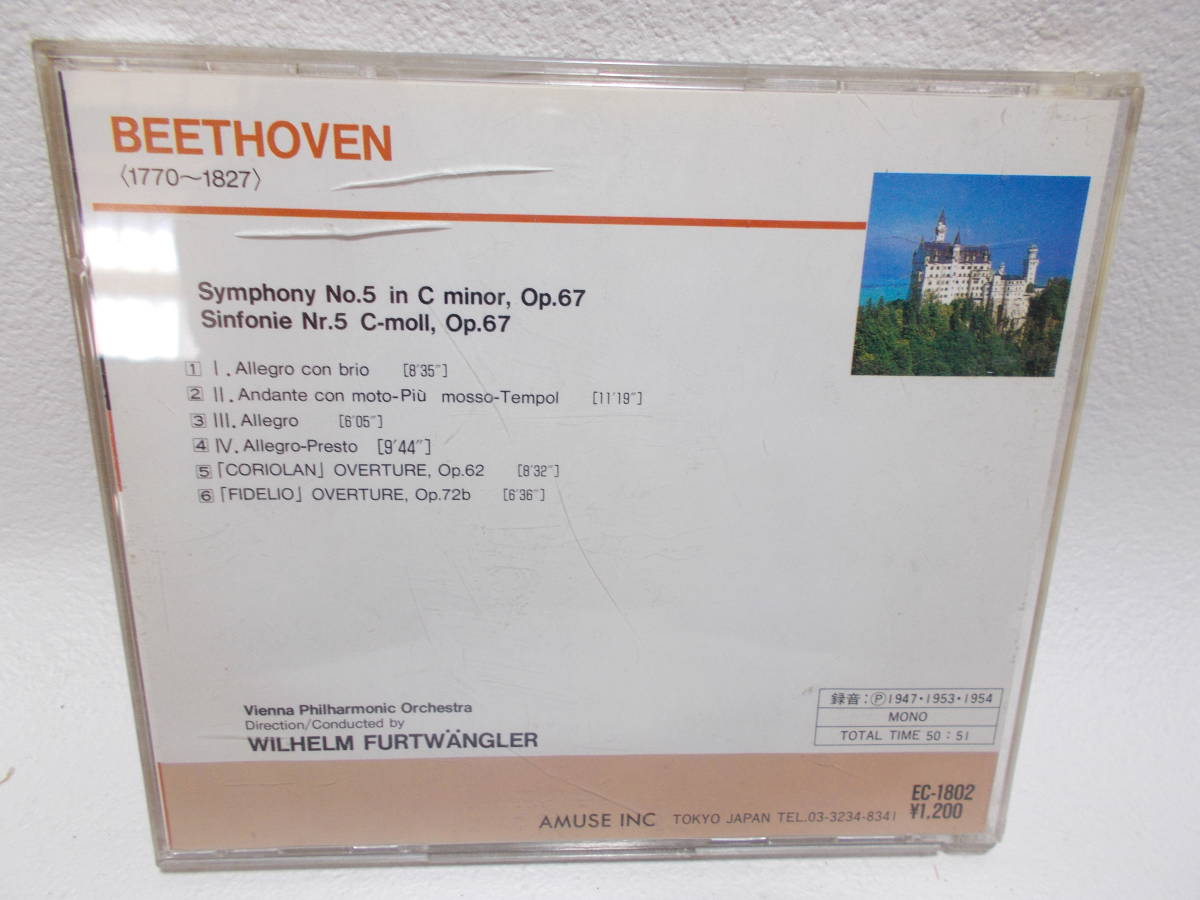 BEETHOVEN
〈1770～1827〉
Symphony No.5 in C minor, Op.67
Sinfonie Nr.5 C-moll, Op.67
1 I. Allegro con brio [8'35"]
2 II. Andante con moto-Più mosso-Tempol [11'19"]
3 III. Allegro [6'05"]
4 IV. Allegro-Presto [9'44"]
5 「CORIOLAN」 OVERTURE, Op.62 [8'32"]
6 「FIDELIO」 OVERTURE, Op.72b [6'36"]
Vienna Philharmonic Orchestra
Direction/Conducted by
WILHELM FURTWÄNGLER
録音：Ⓟ1947・1953・1954
MONO
TOTAL TIME 50：51
EC-1802
¥1,200
AMUSE INC TOKYO JAPAN TEL.03-3234-8341